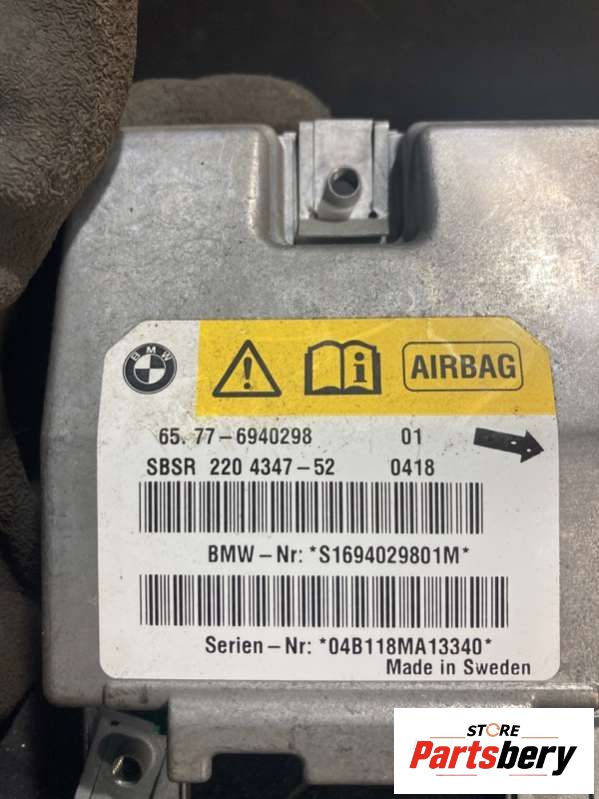 BMW
AIRBAG
65. 77-6940298 01
SBSR 220 4347-52 0418
BMW-Nr: *S1694029801M*
Serien-Nr: *04B118MA13340*
Made in Sweden
STORE
Partsbery